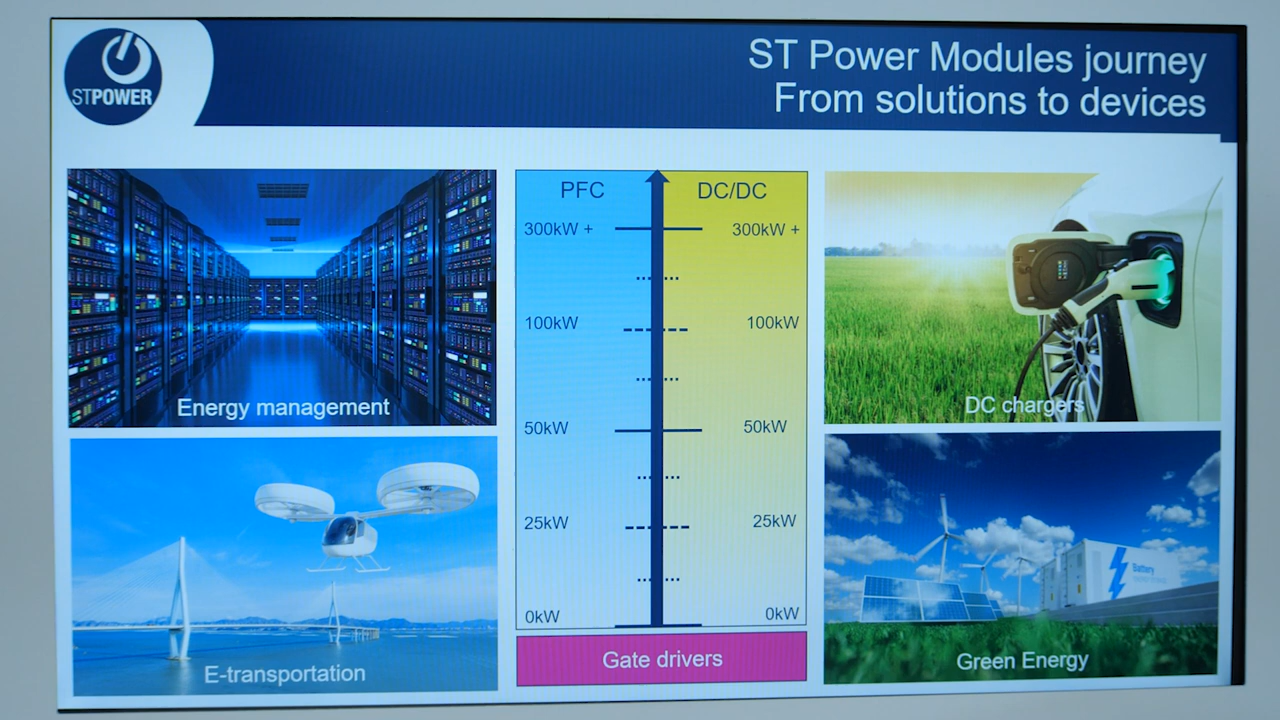 STPOWER
ST Power Modules journey
From solutions to devices
Energy management
E-transportation
PFC
DC/DC
300kW +
300kW +
100kW
100kW
50kW
50kW
25kW
25kW
0kW
0kW
Gate drivers
DC chargers
Battery
Green Energy